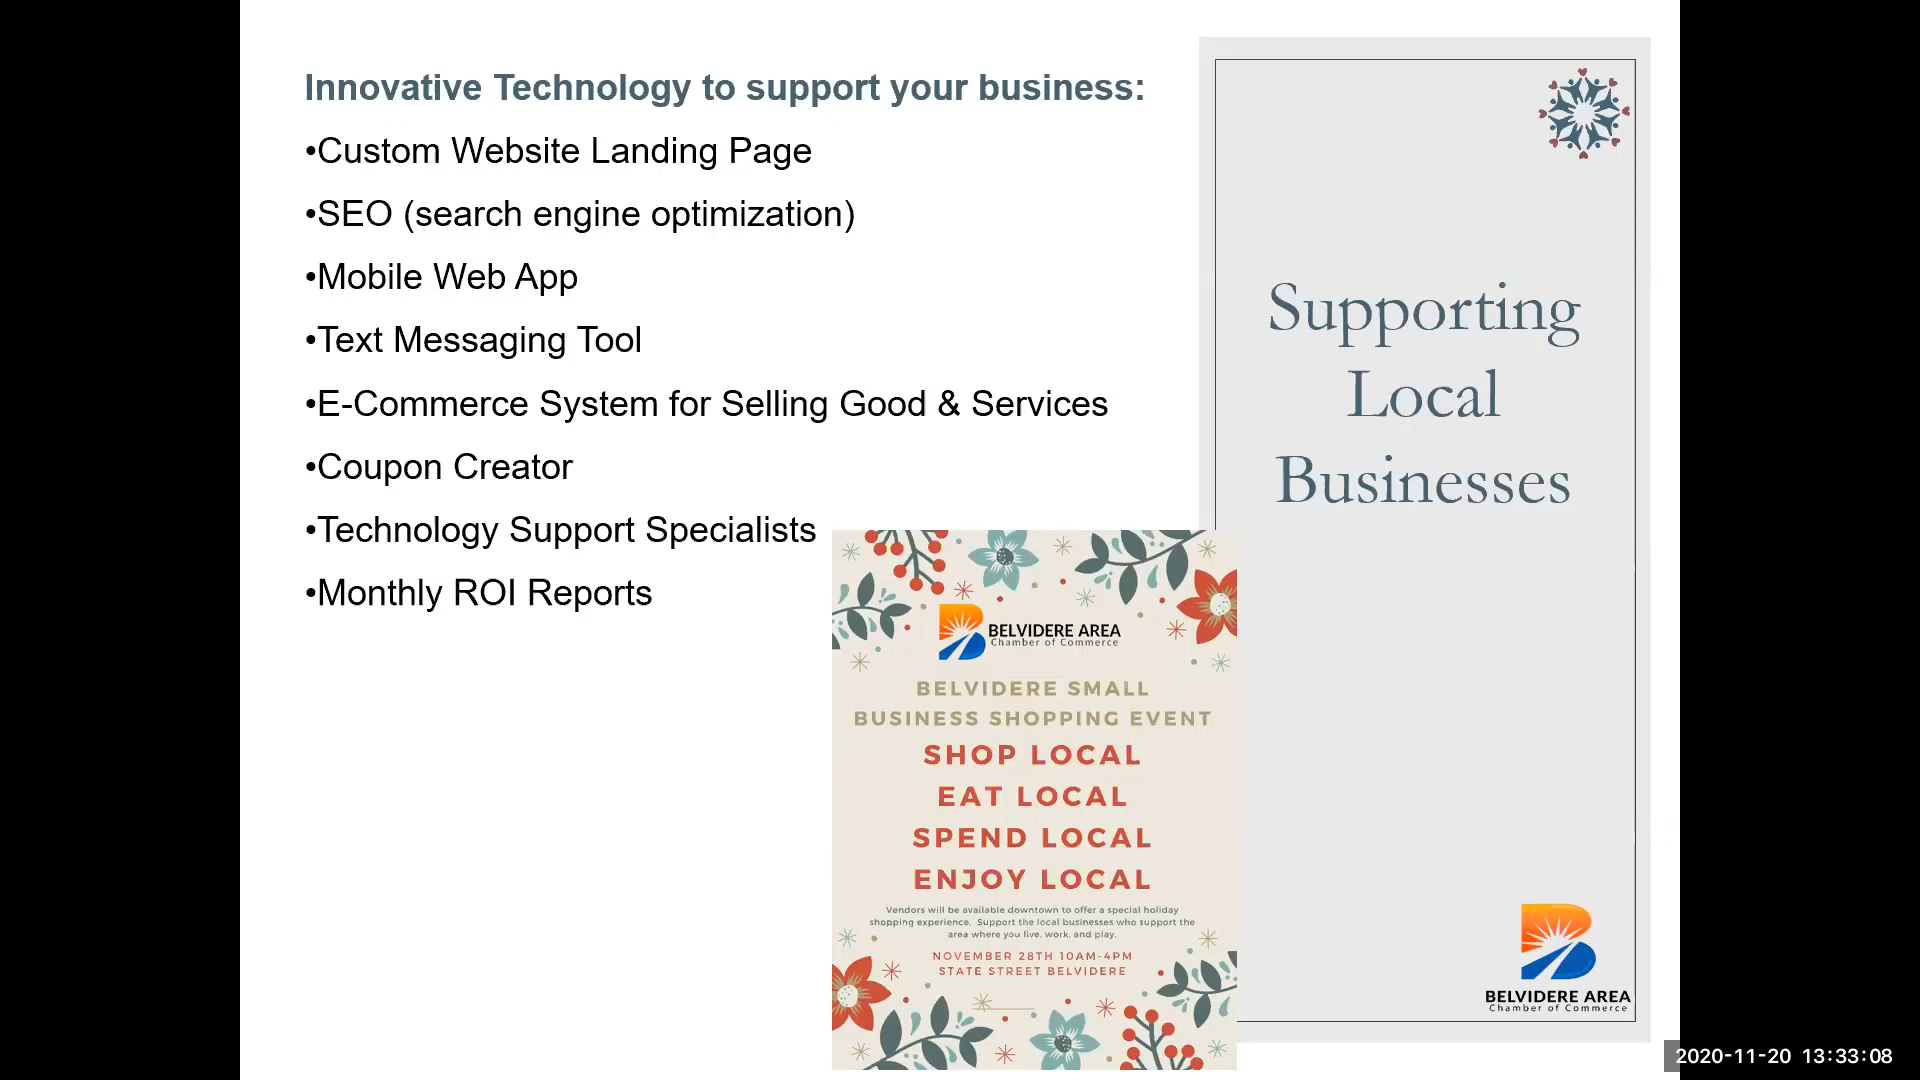 Innovative Technology to support your business:
•Custom Website Landing Page
•SEO (search engine optimization)
•Mobile Web App
•Text Messaging Tool
•E-Commerce System for Selling Good & Services
•Coupon Creator
•Technology Support Specialists
•Monthly ROI Reports
BELVIDERE AREA
Chamber of Commerce
BELVIDERE SMALL
BUSINESS SHOPPING EVENT
SHOP LOCAL
EAT LOCAL
SPEND LOCAL
ENJOY LOCAL
Vendors will be available downtown to offer a special holiday
shopping experience. Support the local businesses who support the
area where you live, work, and play.
NOVEMBER 28TH 10AM-4PM
STATE STREET BELVIDERE
Supporting
Local
Businesses
BELVIDERE AREA
Chamber of Commerce
2020-11-20 13:33:08